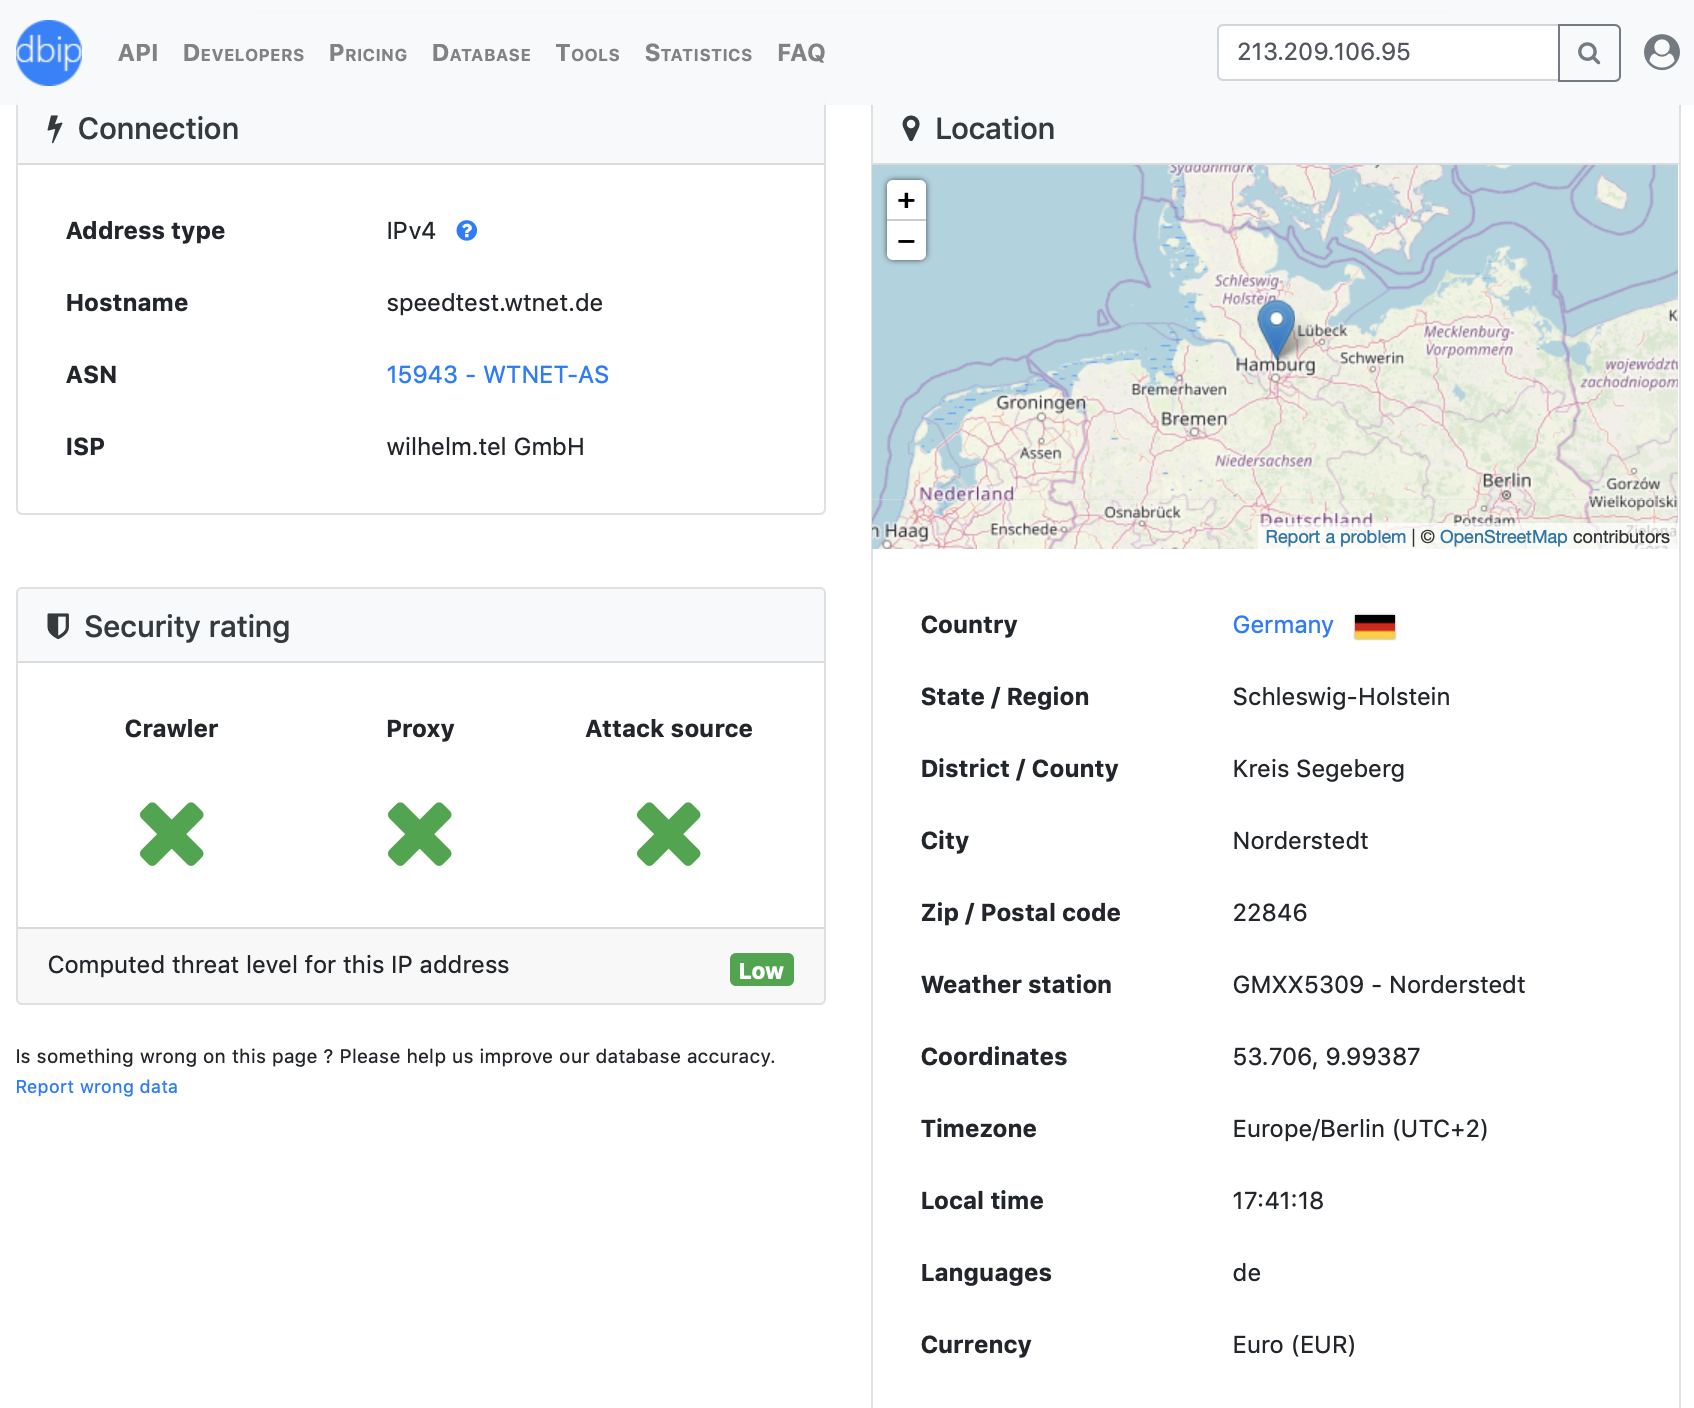 dbip API Developers Pricing Database Tools Statistics FAQ 213.209.106.95
Connection
Address type IPv4 ?
Hostname speedtest.wtnet.de
ASN 15943 - WTNET-AS
ISP wilhelm.tel GmbH
Security rating
Crawler Proxy Attack source
Computed threat level for this IP address Low
Is something wrong on this page ? Please help us improve our database accuracy.
Report wrong data
Location
+
−
Syddanmark
Schleswig-
Holstein
Lübeck
Mecklenburg-
Vorpommern
Hamburg
Schwerin
Bremerhaven
Groningen
Bremen
Assen
Niedersachsen
Berlin
Nederland
Gorzów
Wielkopolski
Osnabrück
Haag
Enschede
Deutschland
Potsdam
Report a problem | © OpenStreetMap contributors
Country Germany
State / Region Schleswig-Holstein
District / County Kreis Segeberg
City Norderstedt
Zip / Postal code 22846
Weather station GMXX5309 - Norderstedt
Coordinates 53.706, 9.99387
Timezone Europe/Berlin (UTC+2)
Local time 17:41:18
Languages de
Currency Euro (EUR)